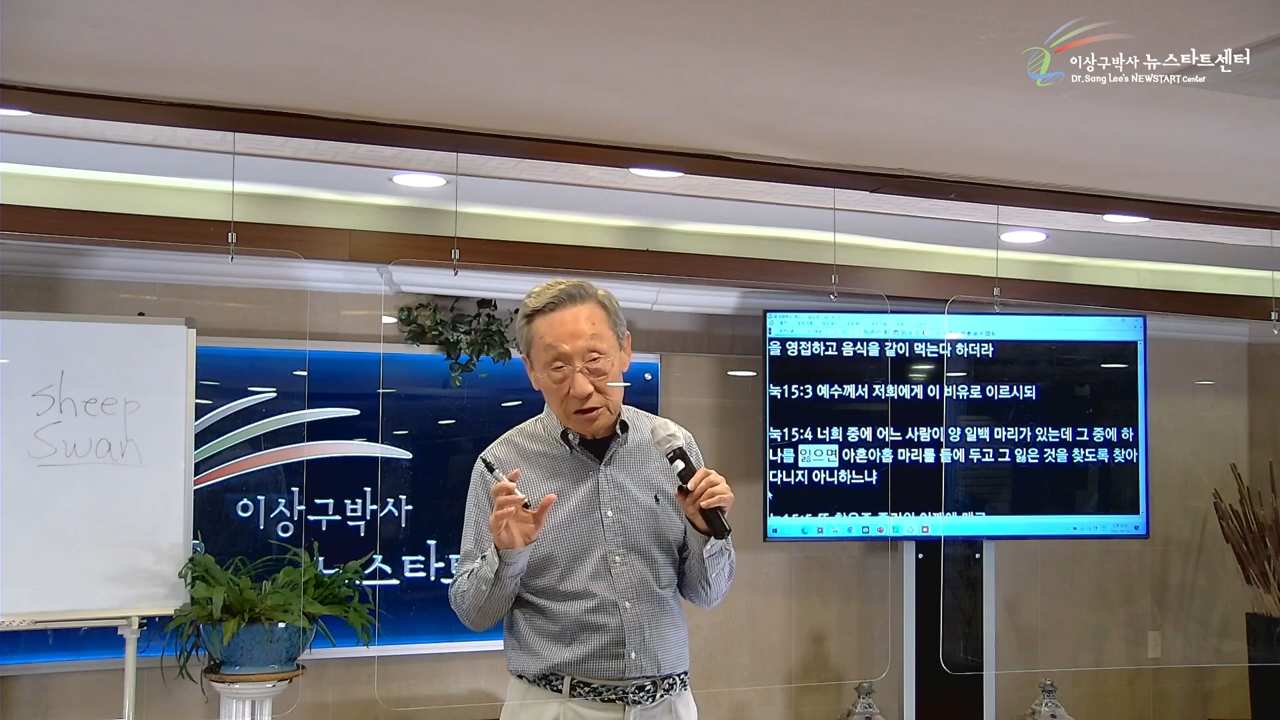 이상구박사 뉴스타트센터
Dr. Sang Lee's NEWSTART Center
sheep
Swan
이상구박사
뉴스타트
을 영접하고 음식을 같이 먹는다 하더라
눅15:3 예수께서 저희에게 이 비유로 이르시되
눅15:4 너희 중에 어느 사람이 양 일백 마리가 있는데 그 중에 하
나를 잃으면 아흔아홉 마리를 들에 두고 그 잃은 것을 찾도록 찾아
다니지 아니하느냐